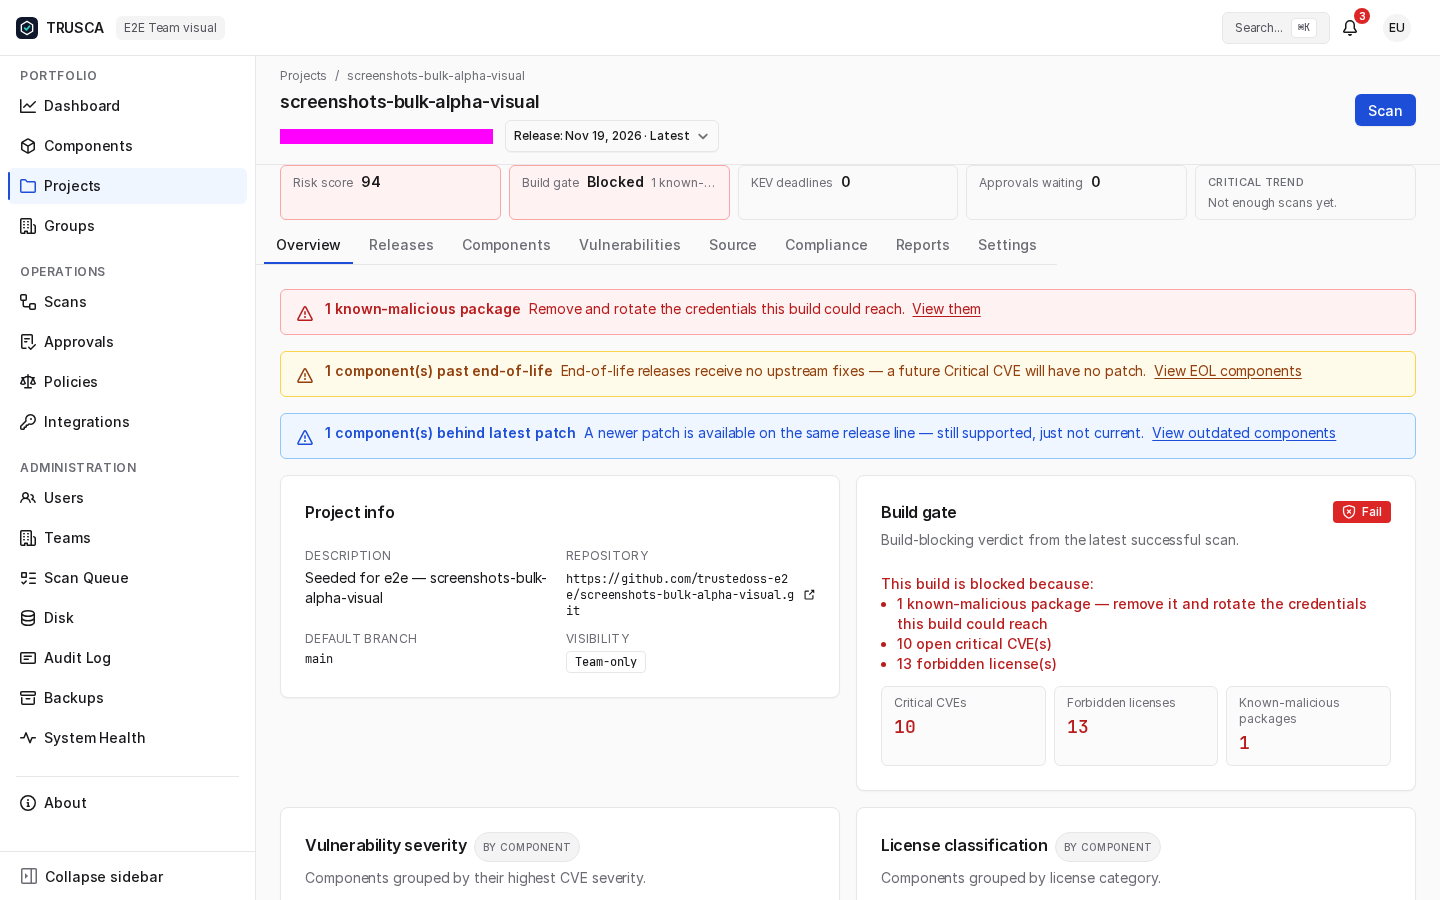 TRUSCA
E2E Team visual
Search...
⌘K
3
EU
PORTFOLIO
Dashboard
Components
Projects
Groups
OPERATIONS
Scans
Approvals
Policies
Integrations
ADMINISTRATION
Users
Teams
Scan Queue
Disk
Audit Log
Backups
System Health
About
Collapse sidebar
Projects / screenshots-bulk-alpha-visual
screenshots-bulk-alpha-visual
Release: Nov 19, 2026 · Latest
Scan
Risk score 94
Build gate Blocked 1 known-...
KEV deadlines 0
Approvals waiting 0
CRITICAL TREND
Not enough scans yet.
Overview Releases Components Vulnerabilities Source Compliance Reports Settings
1 known-malicious package Remove and rotate the credentials this build could reach. View them
1 component(s) past end-of-life End-of-life releases receive no upstream fixes — a future Critical CVE will have no patch. View EOL components
1 component(s) behind latest patch A newer patch is available on the same release line — still supported, just not current. View outdated components
Project info
DESCRIPTION
Seeded for e2e — screenshots-bulk-
alpha-visual
REPOSITORY
https://github.com/trustedoss-e2
e/screenshots-bulk-alpha-visual.g
it
DEFAULT BRANCH
main
VISIBILITY
Team-only
Build gate
Fail
Build-blocking verdict from the latest successful scan.
This build is blocked because:
• 1 known-malicious package — remove it and rotate the credentials
this build could reach
• 10 open critical CVE(s)
• 13 forbidden license(s)
Critical CVEs
10
Forbidden licenses
13
Known-malicious
packages
1
Vulnerability severity BY COMPONENT
Components grouped by their highest CVE severity.
License classification BY COMPONENT
Components grouped by license category.